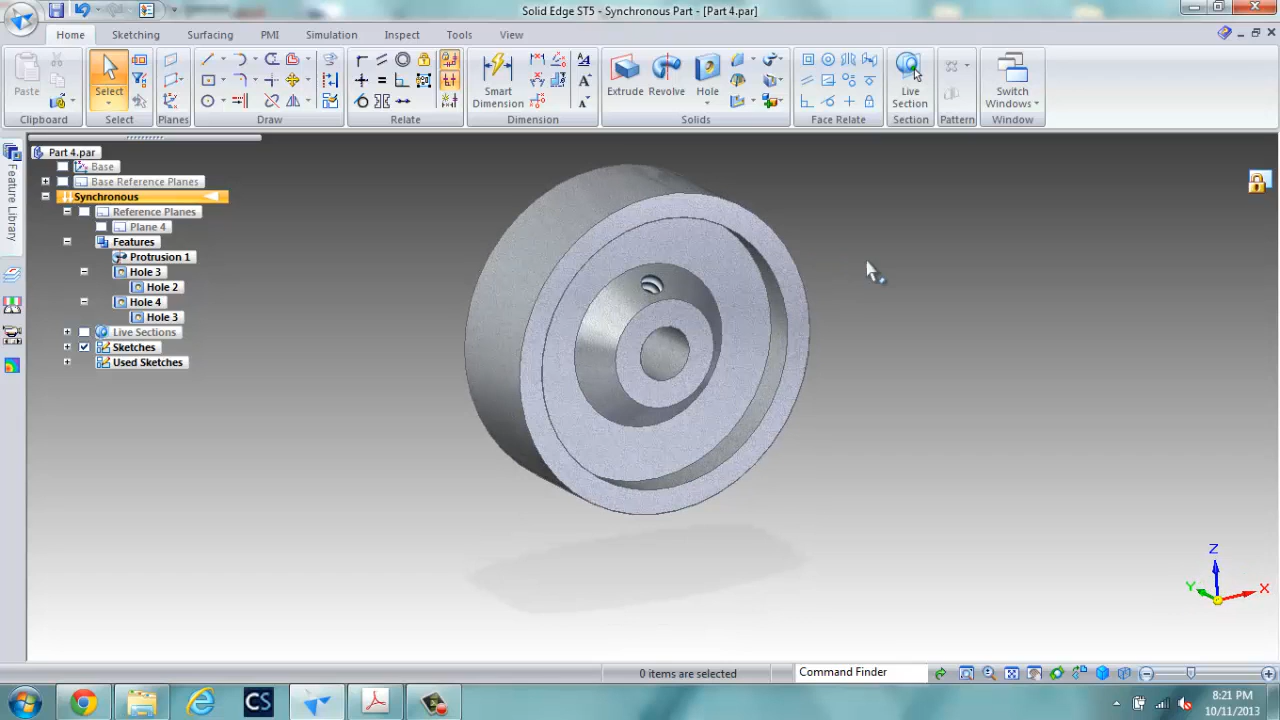 Solid Edge ST5 - Synchronous Part - [Part 4.par]
Home Sketching Surfacing PMI Simulation Inspect Tools View
Paste Select Smart Dimension Extrude Revolve Hole Live Section Switch Windows
Clipboard Select Planes Draw Relate Dimension Solids Face Relate Section Pattern Window
Feature Library
Part 4.par
Base
Base Reference Planes
Synchronous
Reference Planes
Plane 4
Features
Protrusion 1
Hole 3
Hole 2
Hole 4
Hole 3
Live Sections
Sketches
Used Sketches
Z
Y X
0 items are selected Command Finder
CS
8:21 PM
10/11/2013